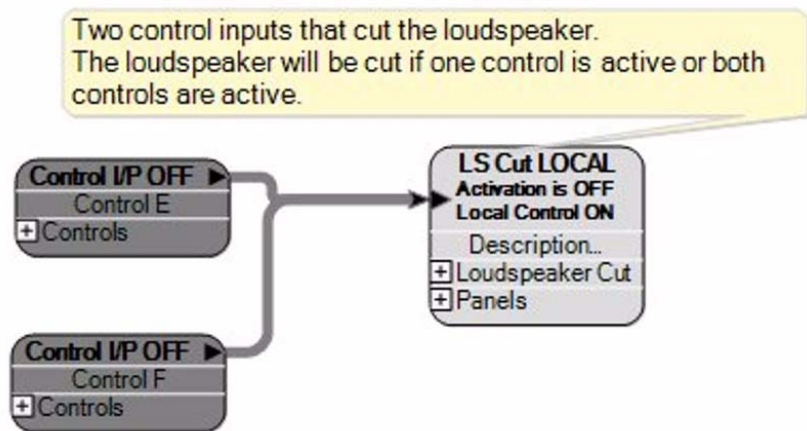 Two control inputs that cut the loudspeaker.
The loudspeaker will be cut if one control is active or both
controls are active.
Control I/P OFF
Control E
Controls
LS Cut LOCAL
Activation is OFF
Local Control ON
Description...
Loudspeaker Cut
Panels
Control I/P OFF
Control F
Controls